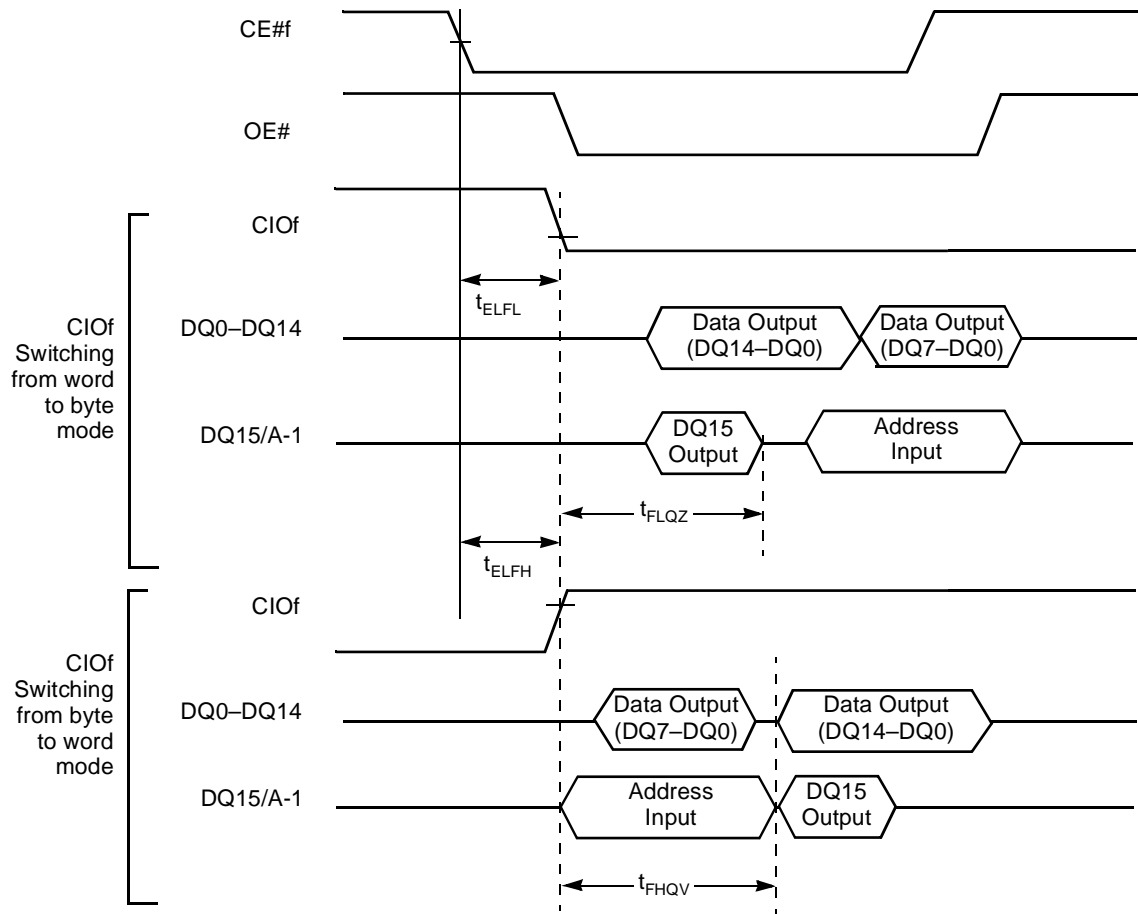 CE#f
OE#
CIOf
tELFL
CIOf
Switching
from word
to byte
mode
DQ0–DQ14
Data Output
(DQ14–DQ0)
Data Output
(DQ7–DQ0)
DQ15/A-1
DQ15
Output
Address
Input
tFLQZ
tELFH
CIOf
CIOf
Switching
from byte
to word
mode
DQ0–DQ14
Data Output
(DQ7–DQ0)
Data Output
(DQ14–DQ0)
DQ15/A-1
Address
Input
DQ15
Output
tFHQV